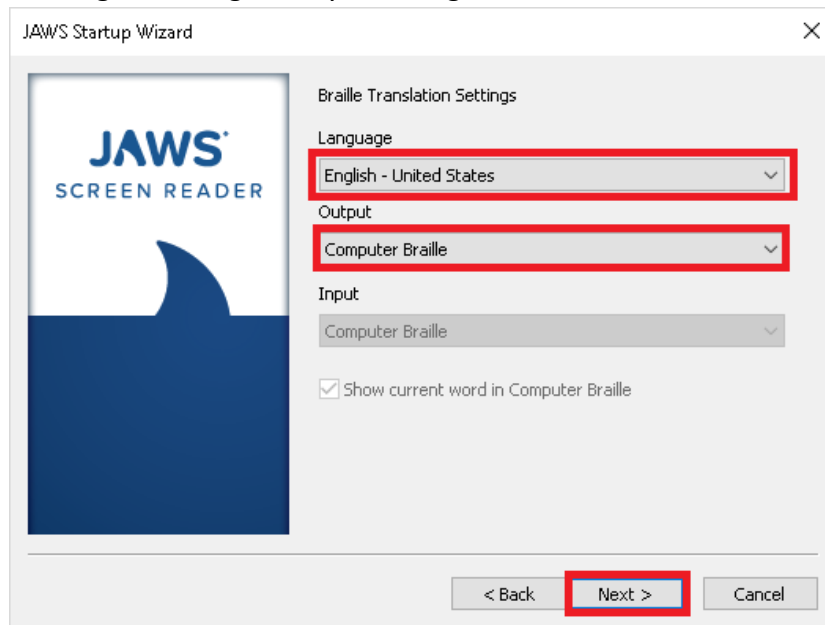 JAWS Startup Wizard
JAWS
SCREEN READER
Braille Translation Settings
Language
English - United States
Output
Computer Braille
Input
Computer Braille
Show current word in Computer Braille
< Back
Next >
Cancel